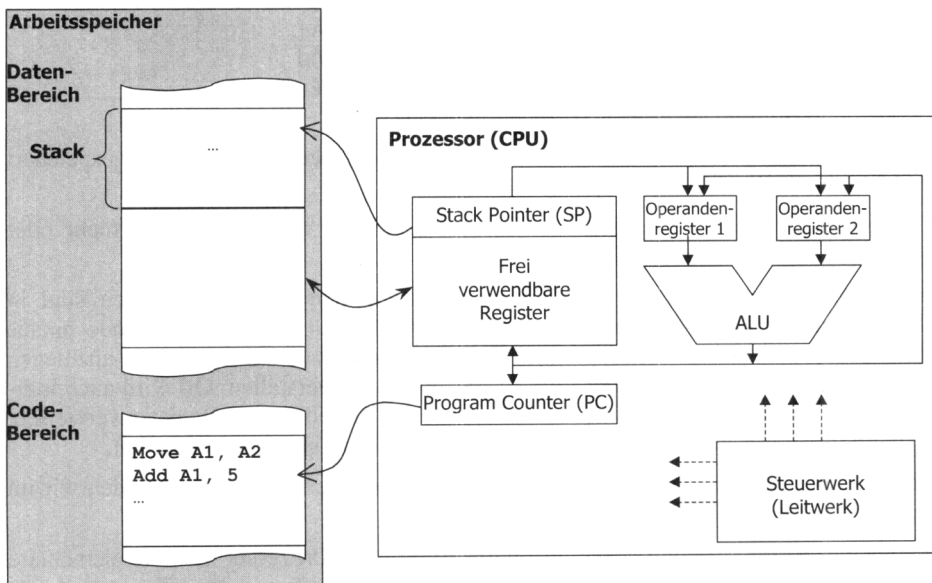 Arbeitsspeicher
Daten-
Bereich
Stack
...
Code-
Bereich
Move A1, A2
Add A1, 5
...
Prozessor (CPU)
Stack Pointer (SP)
Frei
verwendbare
Register
Program Counter (PC)
Operanden-
register 1
Operanden-
register 2
ALU
Steuerwerk
(Leitwerk)